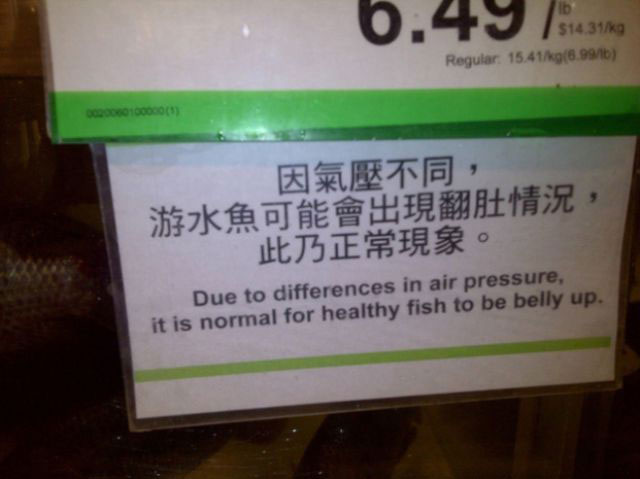 6.49 / lb
$14.31/kg
Regular: 15.41/kg(6.99/lb)
0020060100000(1)
因氣壓不同，
游水魚可能會出現翻肚情況，
此乃正常現象。
Due to differences in air pressure,
it is normal for healthy fish to be belly up.